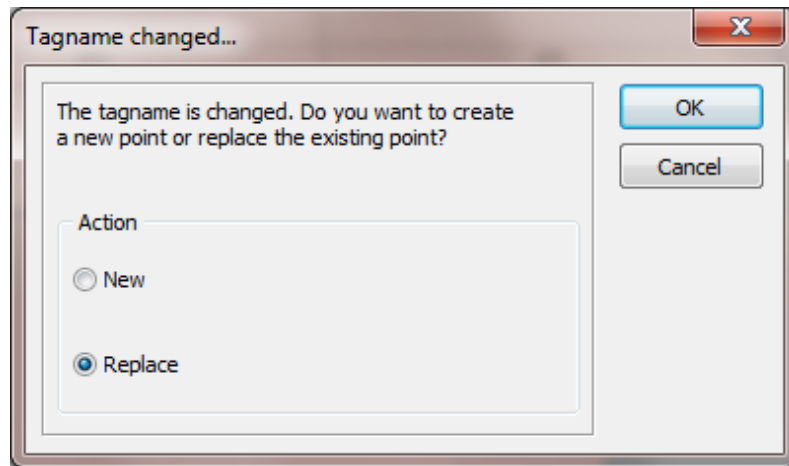 Tagname changed...
The tagname is changed. Do you want to create
a new point or replace the existing point?
OK
Cancel
Action
New
Replace